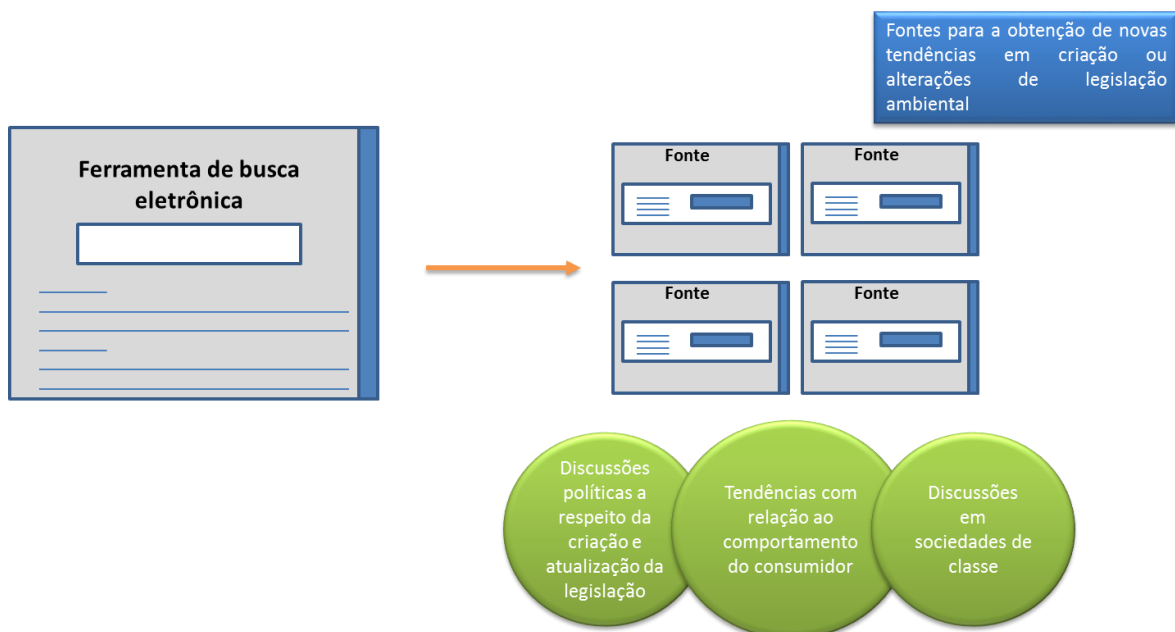 Fontes para a obtenção de novas
tendências em criação ou
alterações de legislação
ambiental
Ferramenta de busca
eletrônica
Fonte
Fonte
Fonte
Fonte
Discussões
políticas a
respeito da
criação e
atualização da
legislação
Tendências com
relação ao
comportamento
do consumidor
Discussões
em
sociedades de
classe